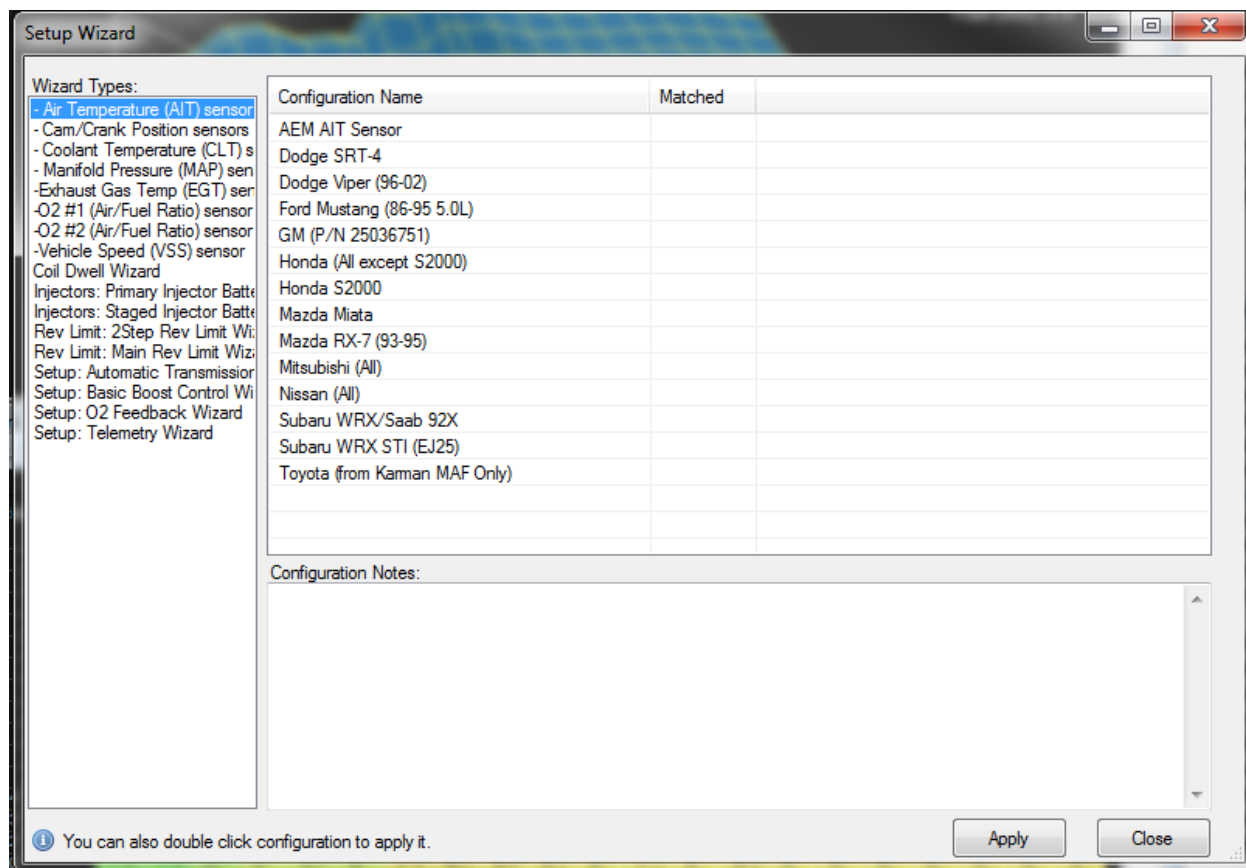 Setup Wizard
Wizard Types:
- Air Temperature (AIT) sensor
- Cam/Crank Position sensors
- Coolant Temperature (CLT) s
- Manifold Pressure (MAP) sen
-Exhaust Gas Temp (EGT) sen
-O2 #1 (Air/Fuel Ratio) sensor
-O2 #2 (Air/Fuel Ratio) sensor
-Vehicle Speed (VSS) sensor
Coil Dwell Wizard
Injectors: Primary Injector Batte
Injectors: Staged Injector Batte
Rev Limit: 2Step Rev Limit Wi
Rev Limit: Main Rev Limit Wiz
Setup: Automatic Transmission
Setup: Basic Boost Control Wi
Setup: O2 Feedback Wizard
Setup: Telemetry Wizard
Configuration Name Matched
AEM AIT Sensor
Dodge SRT-4
Dodge Viper (96-02)
Ford Mustang (86-95 5.0L)
GM (P/N 25036751)
Honda (All except S2000)
Honda S2000
Mazda Miata
Mazda RX-7 (93-95)
Mitsubishi (All)
Nissan (All)
Subaru WRX/Saab 92X
Subaru WRX STI (EJ25)
Toyota (from Karman MAF Only)
Configuration Notes:
You can also double click configuration to apply it.
Apply Close